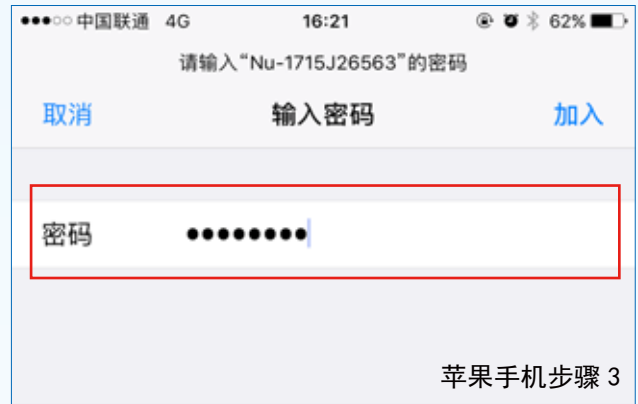 ●●●○○ 中国联通 4G 16:21 62%
请输入“Nu-1715J26563”的密码
取消 输入密码 加入
密码 ●●●●●●●●
苹果手机步骤 3